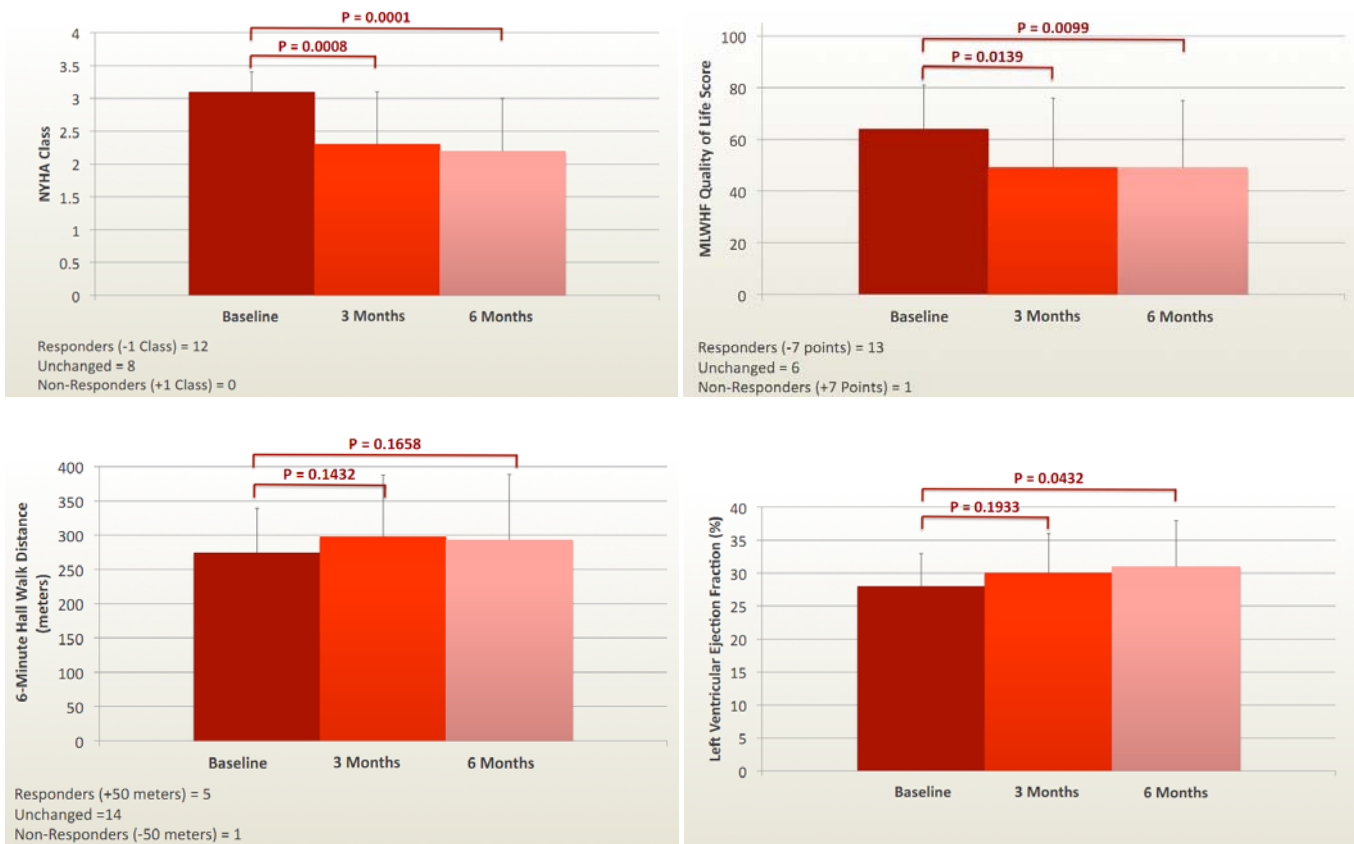 P = 0.0001
P = 0.0008
4
3.5
3
2.5
2
1.5
1
0.5
0
NYHA Class
Baseline
3 Months
6 Months
Responders (-1 Class) = 12
Unchanged = 8
Non-Responders (+1 Class) = 0
P = 0.0099
P = 0.0139
100
80
60
40
20
0
MLWHF Quality of Life Score
Baseline
3 Months
6 Months
Responders (-7 points) = 13
Unchanged = 6
Non-Responders (+7 Points) = 1
P = 0.1658
P = 0.1432
400
350
300
250
200
150
100
50
0
6-Minute Hall Walk Distance
(meters)
Baseline
3 Months
6 Months
Responders (+50 meters) = 5
Unchanged =14
Non-Responders (-50 meters) = 1
P = 0.0432
P = 0.1933
40
35
30
25
20
15
10
5
0
Left Ventricular Ejection Fraction (%)
Baseline
3 Months
6 Months